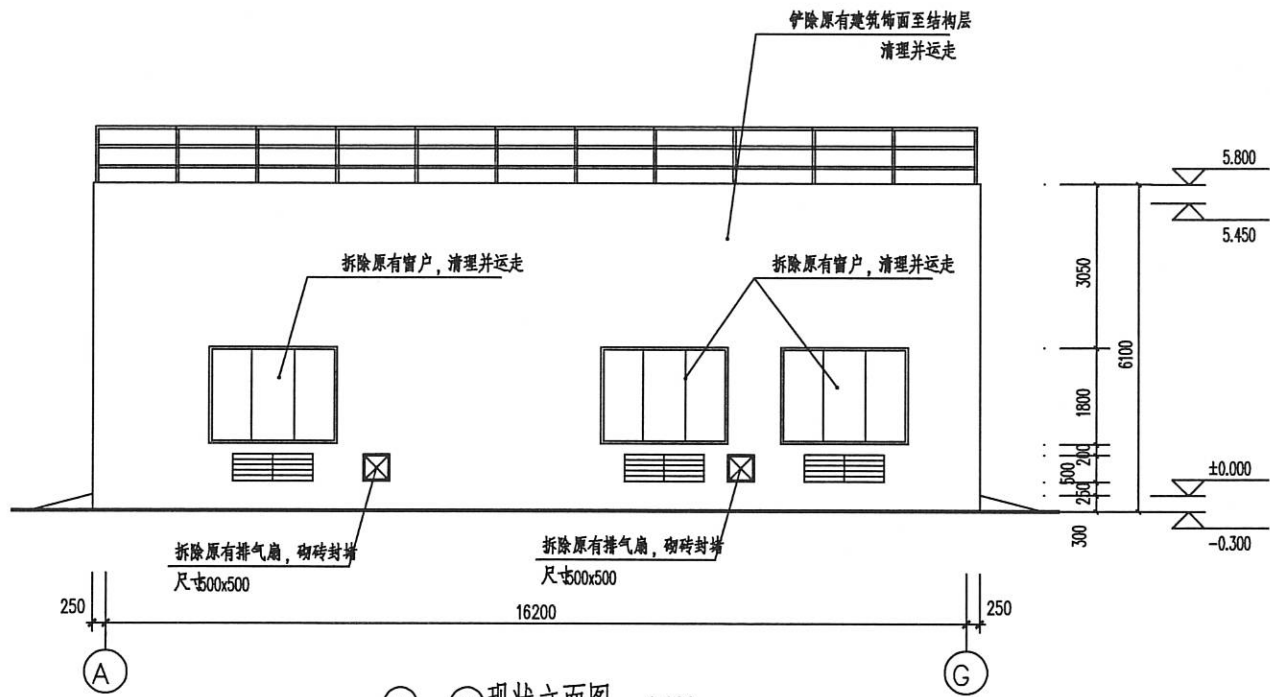 铲除原有建筑饰面至结构层
清理并运走
5.800
5.450
拆除原有窗户，清理并运走
拆除原有窗户，清理并运走
3050
6100
1800
200
500
250
300
±0.000
-0.300
拆除原有排气扇，砌砖封堵
尺寸500x500
拆除原有排气扇，砌砖封堵
尺寸500x500
250
16200
250
A
G
现状立面图